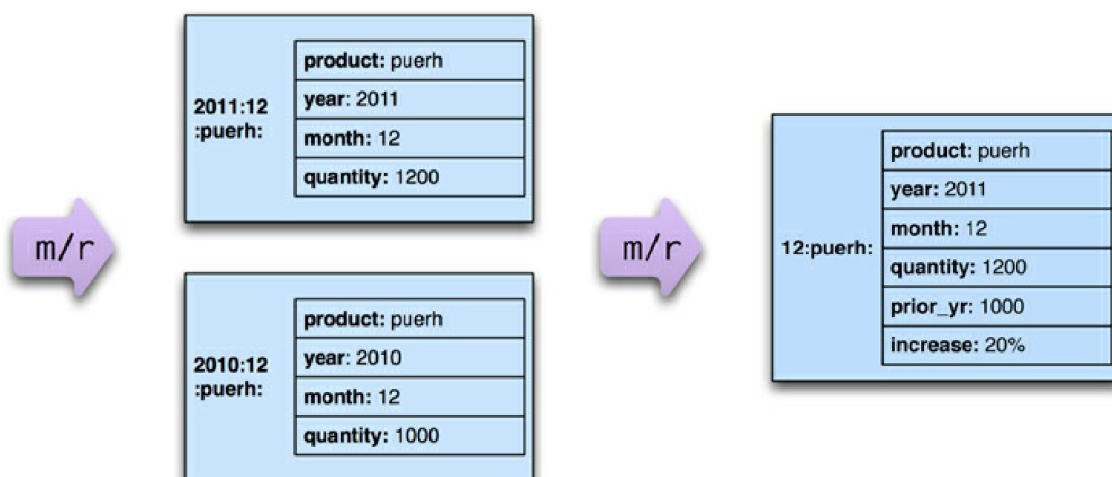 m/r
2011:12
:puerh:
product: puerh
year: 2011
month: 12
quantity: 1200
2010:12
:puerh:
product: puerh
year: 2010
month: 12
quantity: 1000
m/r
12:puerh:
product: puerh
year: 2011
month: 12
quantity: 1200
prior_yr: 1000
increase: 20%